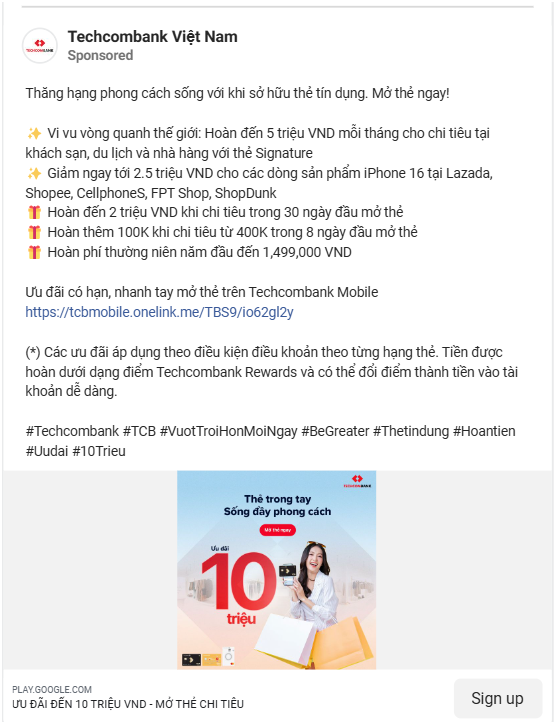 TECHCOMBANK
Techcombank Việt Nam
Sponsored
Thăng hạng phong cách sống với khi sở hữu thẻ tín dụng. Mở thẻ ngay!
✨ Vi vu vòng quanh thế giới: Hoàn đến 5 triệu VND mỗi tháng cho chi tiêu tại
khách sạn, du lịch và nhà hàng với thẻ Signature
✨ Giảm ngay tới 2.5 triệu VND cho các dòng sản phẩm iPhone 16 tại Lazada,
Shopee, CellphoneS, FPT Shop, ShopDunk
🎁 Hoàn đến 2 triệu VND khi chi tiêu trong 30 ngày đầu mở thẻ
🎁 Hoàn thêm 100K khi chi tiêu từ 400K trong 8 ngày đầu mở thẻ
🎁 Hoàn phí thường niên năm đầu đến 1,499,000 VND
Ưu đãi có hạn, nhanh tay mở thẻ trên Techcombank Mobile
https://tcbmobile.onelink.me/TBS9/io62gl2y
(*) Các ưu đãi áp dụng theo điều kiện điều khoản theo từng hạng thẻ. Tiền được
hoàn dưới dạng điểm Techcombank Rewards và có thể đổi điểm thành tiền vào tài
khoản dễ dàng.
#Techcombank #TCB #VuotTroiHonMoiNgay #BeGreater #Thetindung #Hoantien
#Uudai #10Trieu
TECHCOMBANK
Thẻ trong tay
Sống đầy phong cách
Mở thẻ ngay
Ưu đãi
10
triệu
PLAY.GOOGLE.COM
ƯU ĐÃI ĐẾN 10 TRIỆU VND - MỞ THẺ CHI TIÊU
Sign up